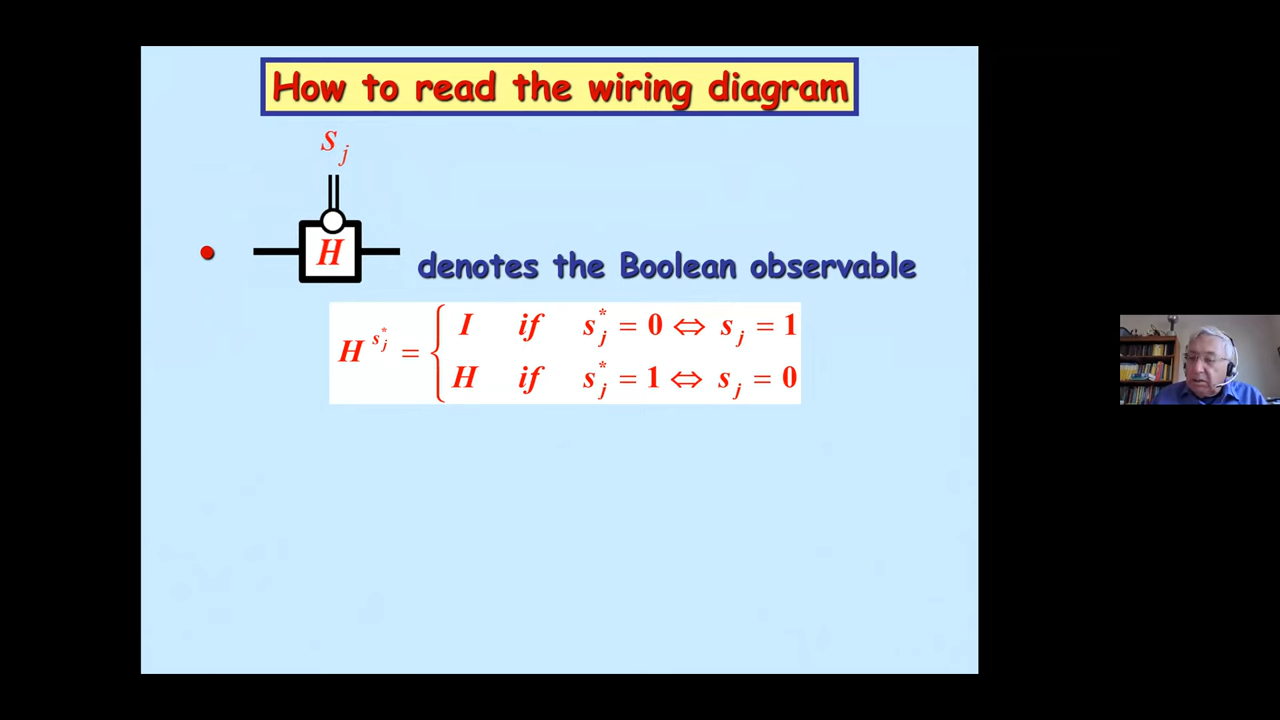 How to read the wiring diagram
s_j
H
• denotes the Boolean observable
H^{s_j^*} = { I if s_j^* = 0 ⇔ s_j = 1
H if s_j^* = 1 ⇔ s_j = 0